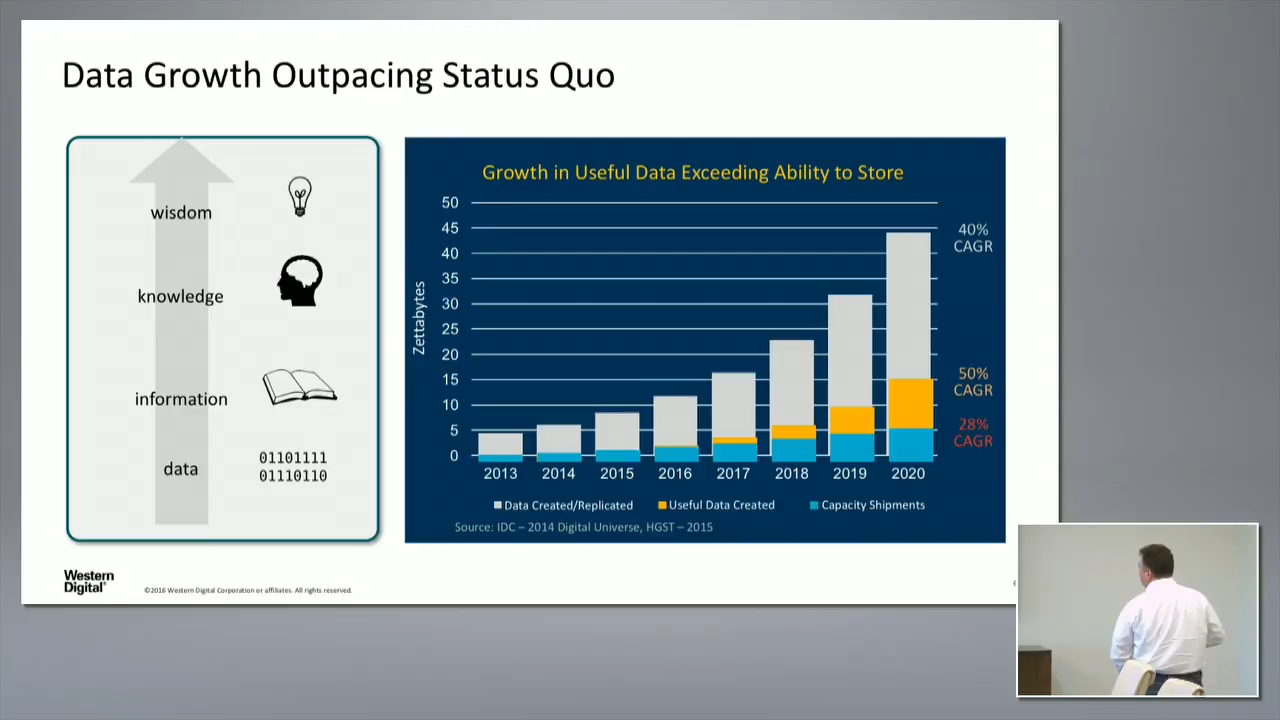 Data Growth Outpacing Status Quo
wisdom
knowledge
information
data
01101111
01110110
Growth in Useful Data Exceeding Ability to Store
Zettabytes
50
45
40
35
30
25
20
15
10
5
0
2013 2014 2015 2016 2017 2018 2019 2020
40%
CAGR
50%
CAGR
28%
CAGR
Data Created/Replicated Useful Data Created Capacity Shipments
Source: IDC – 2014 Digital Universe, HGST – 2015
Western
Digital®
©2016 Western Digital Corporation or affiliates. All rights reserved.